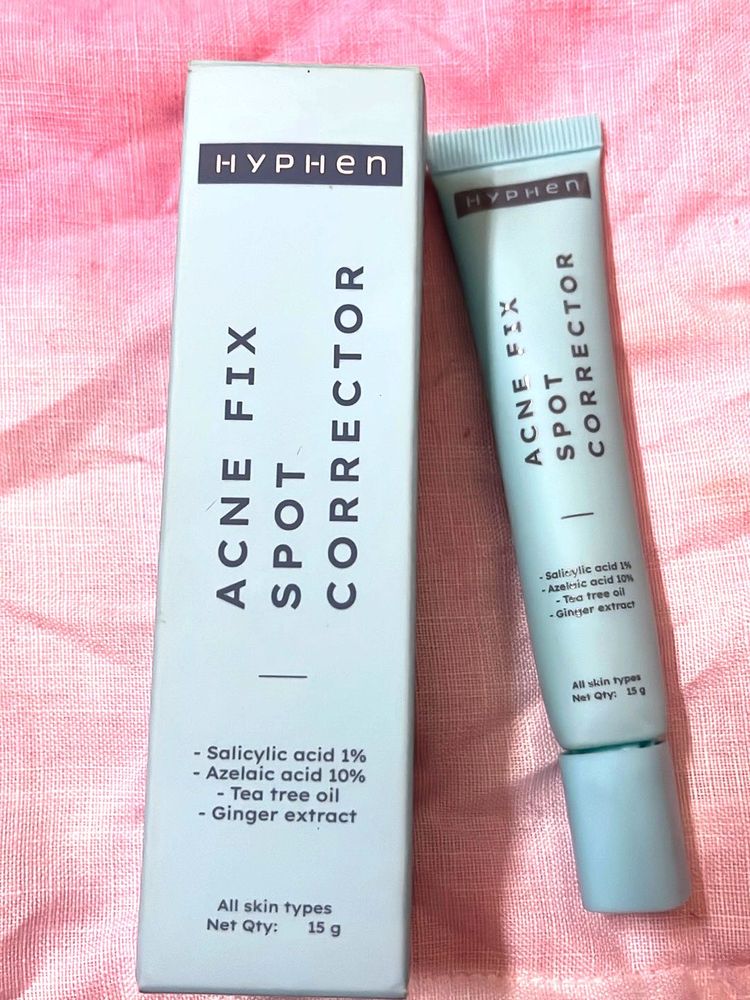 HYPHen
ACNE FIX
SPOT
CORRECTOR
- Salicylic acid 1%
- Azelaic acid 10%
- Tea tree oil
- Ginger extract
All skin types
Net Qty: 15 g
HYPHen
ACNE FIX
SPOT
CORRECTOR
- Salicylic acid 1%
- Azelaic acid 10%
- Tea tree oil
- Ginger extract
All skin types
Net Qty: 15 g